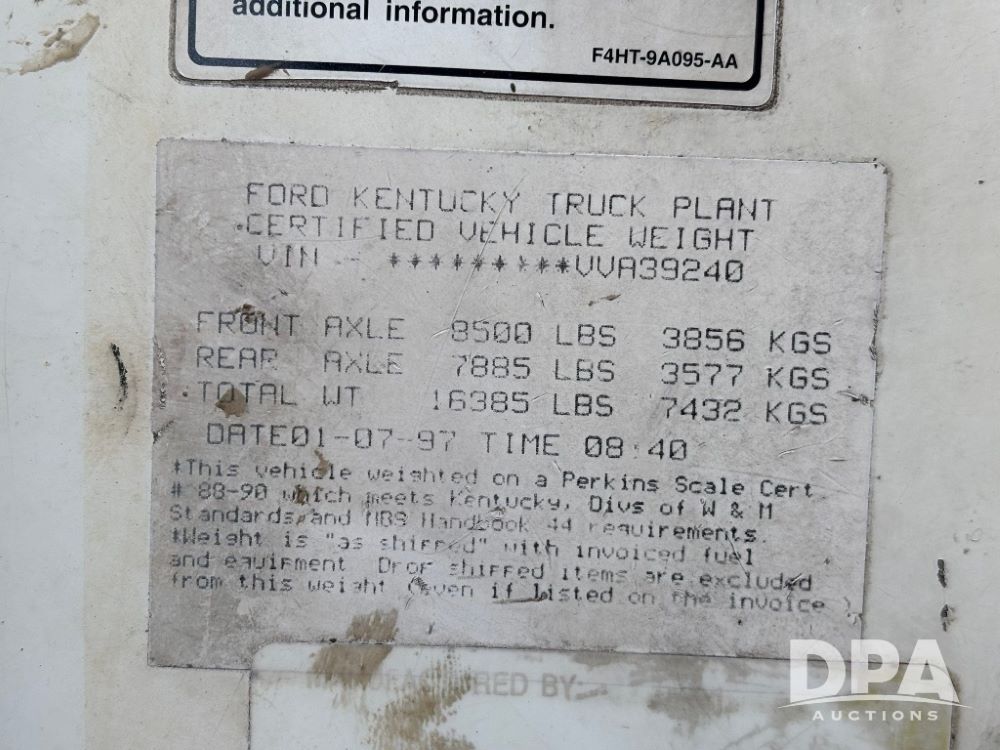 additional information.
F4HT-9A095-AA
FORD KENTUCKY TRUCK PLANT
CERTIFIED VEHICLE WEIGHT
VIN - *********VVA39240
FRONT AXLE 8500 LBS 3856 KGS
REAR AXLE 7885 LBS 3577 KGS
TOTAL WT 16385 LBS 7432 KGS
DATE01-07-97 TIME 08:40
*This vehicle weighted on a Perkins Scale Cert
# 88-90 which meets Kentucky, Divs of W & M
Standards and NBS Handbook 44 requirements.
*Weight is "as shipped" with invoiced fuel
and equipment Drop shipped items are excluded
from this weight (even if listed on the invoice )
MANUFACTURED BY
DPA
AUCTIONS